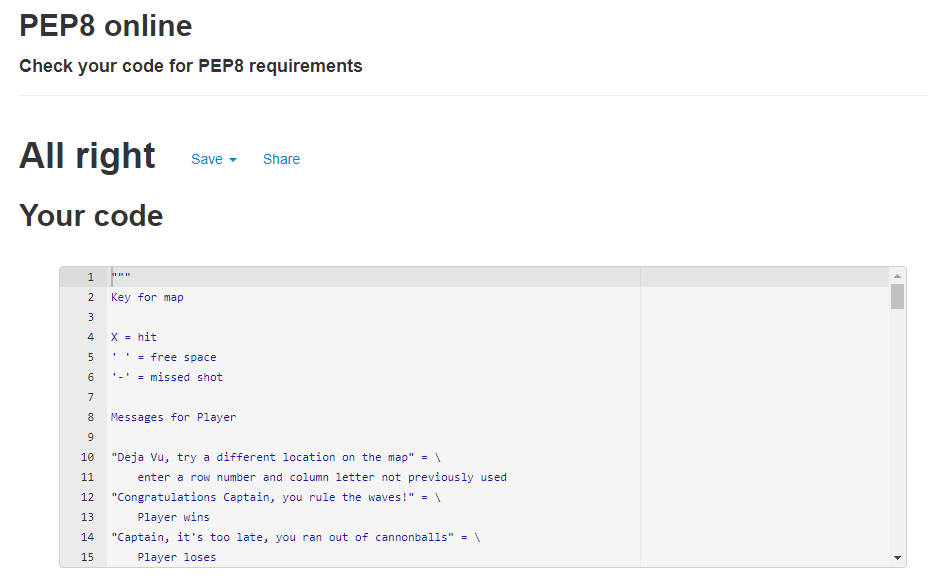 PEP8 online
Check your code for PEP8 requirements
All right Save Share
Your code
1 """
2 Key for map
3
4 X = hit
5 ' ' = free space
6 '-' = missed shot
7
8 Messages for Player
9
10 "Deja Vu, try a different location on the map" = \
11 enter a row number and column letter not previously used
12 "Congratulations Captain, you rule the waves!" = \
13 Player wins
14 "Captain, it's too late, you ran out of cannonballs" = \
15 Player loses